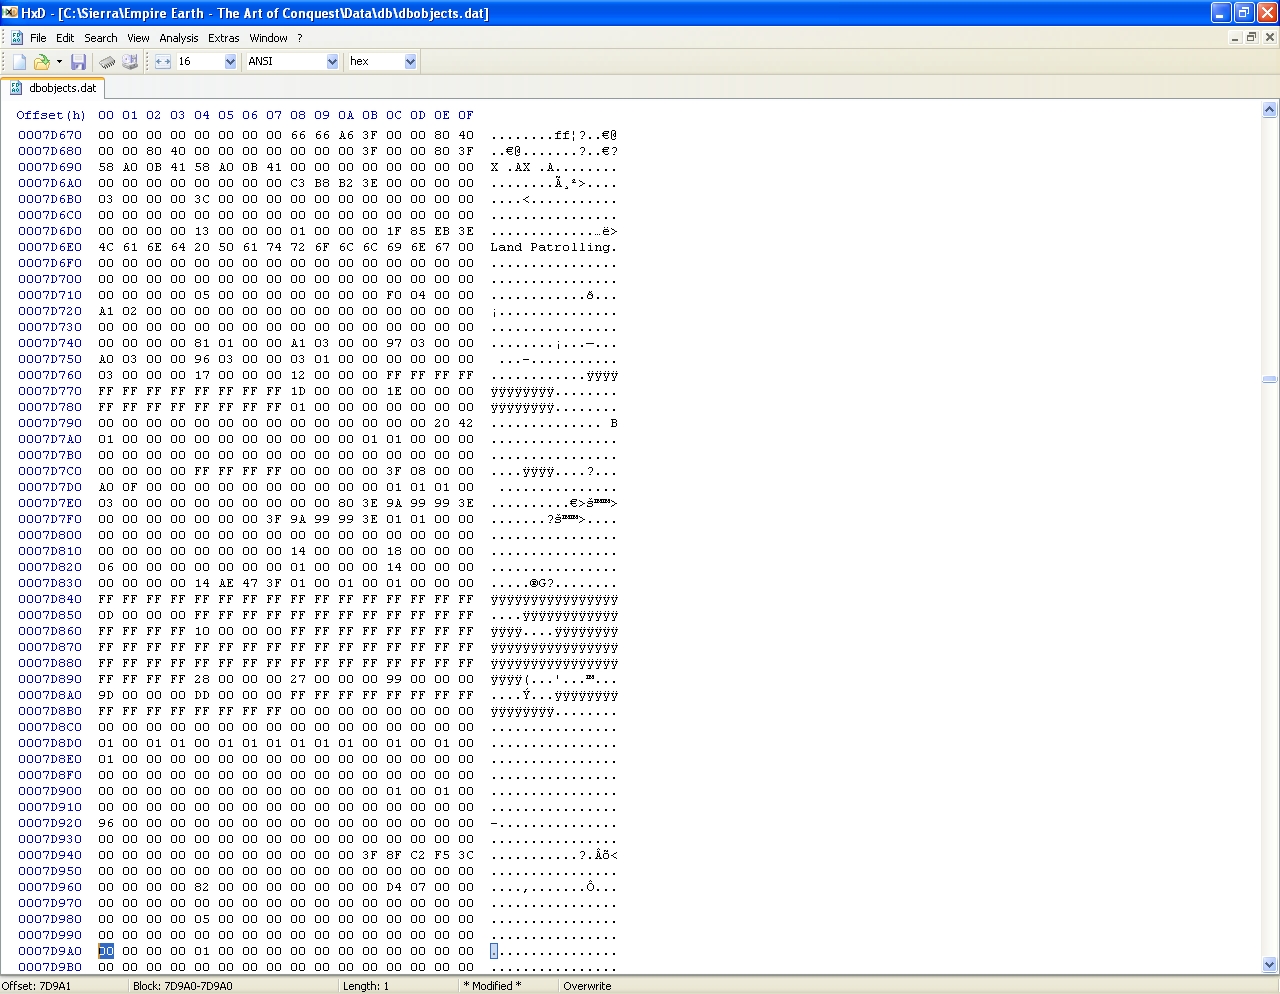 HxD - [C:\Sierra\Empire Earth - The Art of Conquest\Data\db\dbobjects.dat]
File Edit Search View Analysis Extras Window ?
16 ANSI hex
dbobjects.dat
Offset(h) 00 01 02 03 04 05 06 07 08 09 0A 0B 0C 0D 0E 0F
0007D670 00 00 00 00 00 00 00 00 66 66 A6 3F 00 00 80 40 ........ff¦?..€@
0007D680 00 00 80 40 00 00 00 00 00 00 00 3F 00 00 80 3F ..€@.......?..€?
0007D690 58 A0 0B 41 58 A0 0B 41 00 00 00 00 00 00 00 00 X .AX .A........
0007D6A0 00 00 00 00 00 00 00 00 C3 B8 B2 3E 00 00 00 00 ........Ã¸²>....
0007D6B0 03 00 00 00 3C 00 00 00 00 00 00 00 00 00 00 00 ....<...........
0007D6C0 00 00 00 00 00 00 00 00 00 00 00 00 00 00 00 00 ................
0007D6D0 00 00 00 00 13 00 00 00 01 00 00 00 1F 85 EB 3E .............…ë>
0007D6E0 4C 61 6E 64 20 50 61 74 72 6F 6C 6C 69 6E 67 00 Land Patrolling.
0007D6F0 00 00 00 00 00 00 00 00 00 00 00 00 00 00 00 00 ................
0007D700 00 00 00 00 00 00 00 00 00 00 00 00 00 00 00 00 ................
0007D710 00 00 00 00 05 00 00 00 00 00 00 00 F0 04 00 00 ............ð...
0007D720 A1 02 00 00 00 00 00 00 00 00 00 00 00 00 00 00 ¡...............
0007D730 00 00 00 00 00 00 00 00 00 00 00 00 00 00 00 00 ................
0007D740 00 00 00 00 81 01 00 00 A1 03 00 00 97 03 00 00 ........¡...—...
0007D750 A0 03 00 00 96 03 00 00 03 01 00 00 00 00 00 00  ...–...........
0007D760 03 00 00 00 17 00 00 00 12 00 00 00 FF FF FF FF ............ÿÿÿÿ
0007D770 FF FF FF FF FF FF FF FF 1D 00 00 00 1E 00 00 00 ÿÿÿÿÿÿÿÿ........
0007D780 FF FF FF FF FF FF FF FF 01 00 00 00 00 00 00 00 ÿÿÿÿÿÿÿÿ........
0007D790 00 00 00 00 00 00 00 00 00 00 00 00 00 00 20 42 .............. B
0007D7A0 01 00 00 00 00 00 00 00 00 00 00 01 01 00 00 00 ................
0007D7B0 00 00 00 00 00 00 00 00 00 00 00 00 00 00 00 00 ................
0007D7C0 00 00 00 00 FF FF FF FF 00 00 00 00 3F 08 00 00 ....ÿÿÿÿ....?...
0007D7D0 A0 0F 00 00 00 00 00 00 00 00 00 00 01 01 01 00  ...............
0007D7E0 03 00 00 00 00 00 00 00 00 00 80 3E 9A 99 99 3E ..........€>š™™>
0007D7F0 00 00 00 00 00 00 00 3F 9A 99 99 3E 01 01 00 00 .......?š™™>....
0007D800 00 00 00 00 00 00 00 00 00 00 00 00 00 00 00 00 ................
0007D810 00 00 00 00 00 00 00 00 14 00 00 00 18 00 00 00 ................
0007D820 06 00 00 00 00 00 00 00 01 00 00 00 14 00 00 00 ................
0007D830 00 00 00 00 14 AE 47 3F 01 00 01 00 01 00 00 00 .....®G?........
0007D840 FF FF FF FF FF FF FF FF FF FF FF FF FF FF FF FF ÿÿÿÿÿÿÿÿÿÿÿÿÿÿÿÿ
0007D850 0D 00 00 00 FF FF FF FF FF FF FF FF FF FF FF FF ....ÿÿÿÿÿÿÿÿÿÿÿÿ
0007D860 FF FF FF FF 10 00 00 00 FF FF FF FF FF FF FF FF ÿÿÿÿ....ÿÿÿÿÿÿÿÿ
0007D870 FF FF FF FF FF FF FF FF FF FF FF FF FF FF FF FF ÿÿÿÿÿÿÿÿÿÿÿÿÿÿÿÿ
0007D880 FF FF FF FF FF FF FF FF FF FF FF FF FF FF FF FF ÿÿÿÿÿÿÿÿÿÿÿÿÿÿÿÿ
0007D890 FF FF FF FF 28 00 00 00 27 00 00 00 99 00 00 00 ÿÿÿÿ(...'...™...
0007D8A0 9D 00 00 00 DD 00 00 00 FF FF FF FF FF FF FF FF ....Ý...ÿÿÿÿÿÿÿÿ
0007D8B0 FF FF FF FF FF FF FF FF 00 00 00 00 00 00 00 00 ÿÿÿÿÿÿÿÿ........
0007D8C0 00 00 00 00 00 00 00 00 00 00 00 00 00 00 00 00 ................
0007D8D0 01 00 01 01 00 01 01 01 01 01 01 00 01 00 01 00 ................
0007D8E0 01 00 00 00 00 00 00 00 00 00 00 00 00 00 00 00 ................
0007D8F0 00 00 00 00 00 00 00 00 00 00 00 00 00 00 00 00 ................
0007D900 00 00 00 00 00 00 00 00 00 00 00 00 01 00 01 00 ................
0007D910 00 00 00 00 00 00 00 00 00 00 00 00 00 00 00 00 ................
0007D920 96 00 00 00 00 00 00 00 00 00 00 00 00 00 00 00 –...............
0007D930 00 00 00 00 00 00 00 00 00 00 00 00 00 00 00 00 ................
0007D940 00 00 00 00 00 00 00 00 00 00 00 3F 8F C2 F5 3C ...........?.Âõ<
0007D950 00 00 00 00 00 00 00 00 00 00 00 00 00 00 00 00 ................
0007D960 00 00 00 00 82 00 00 00 00 00 00 00 D4 07 00 00 ....‚.......Ô...
0007D970 00 00 00 00 00 00 00 00 00 00 00 00 00 00 00 00 ................
0007D980 00 00 00 00 05 00 00 00 00 00 00 00 00 00 00 00 ................
0007D990 00 00 00 00 00 00 00 00 00 00 00 00 00 00 00 00 ................
0007D9A0 00 00 00 00 01 00 00 00 00 00 00 00 00 00 00 00 ................
0007D9B0 00 00 00 00 00 00 00 00 00 00 00 00 00 00 00 00 ................
Offset: 7D9A1 Block: 7D9A0-7D9A0 Length: 1 * Modified * Overwrite